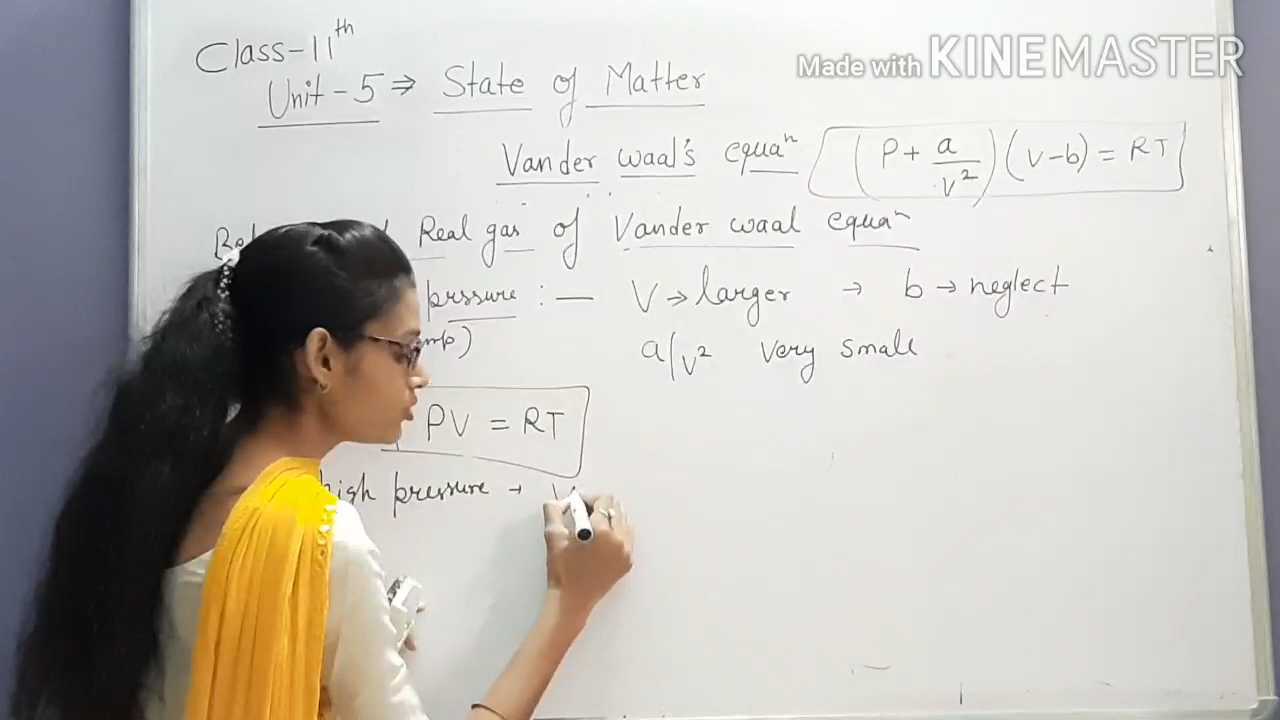 Class-11th
Made with KINEMASTER
Unit-5 ⇒ State of Matter
Vander waal's equaⁿ (P + a/v²)(v-b) = RT
Real gas of Vander waal equaⁿ
prssure :— V → larger → b → neglect
a/v² very small
PV = RT
high pressure →